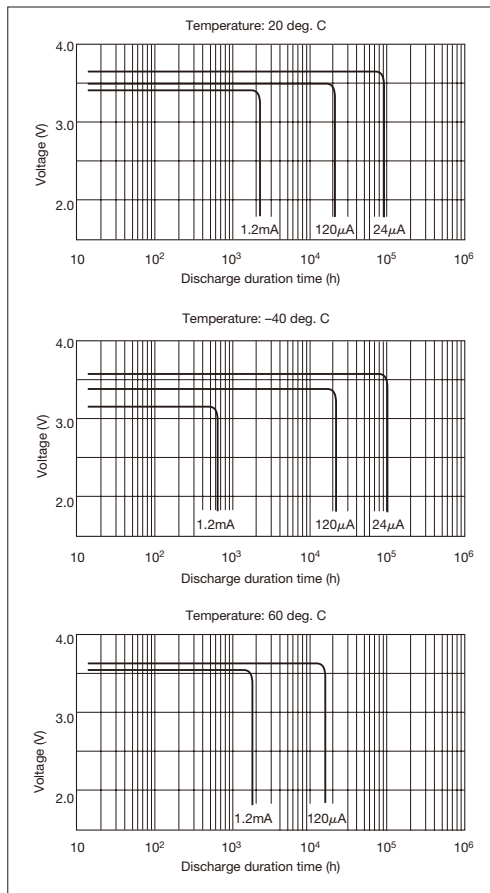 Temperature: 20 deg. C
4.0
3.0
2.0
Voltage (V)
1.2mA 120μA 24μA
10 10² 10³ 10⁴ 10⁵ 10⁶
Discharge duration time (h)
Temperature: –40 deg. C
4.0
3.0
2.0
Voltage (V)
1.2mA 120μA 24μA
10 10² 10³ 10⁴ 10⁵ 10⁶
Discharge duration time (h)
Temperature: 60 deg. C
4.0
3.0
2.0
Voltage (V)
1.2mA 120μA
10 10² 10³ 10⁴ 10⁵ 10⁶
Discharge duration time (h)